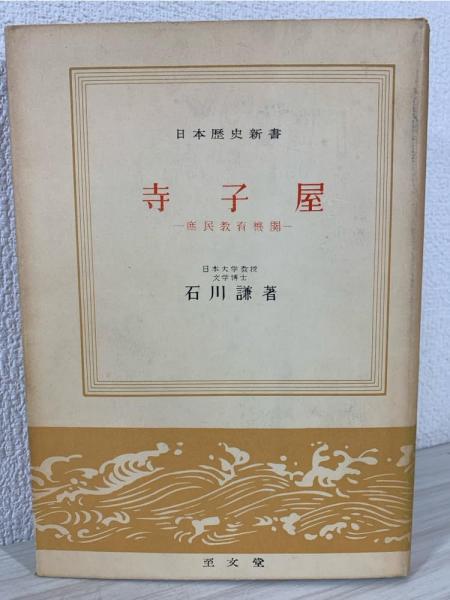 日本歴史新書
寺子屋
―庶民教育機関―
日本大学教授
文学博士
石川謙著
至文堂